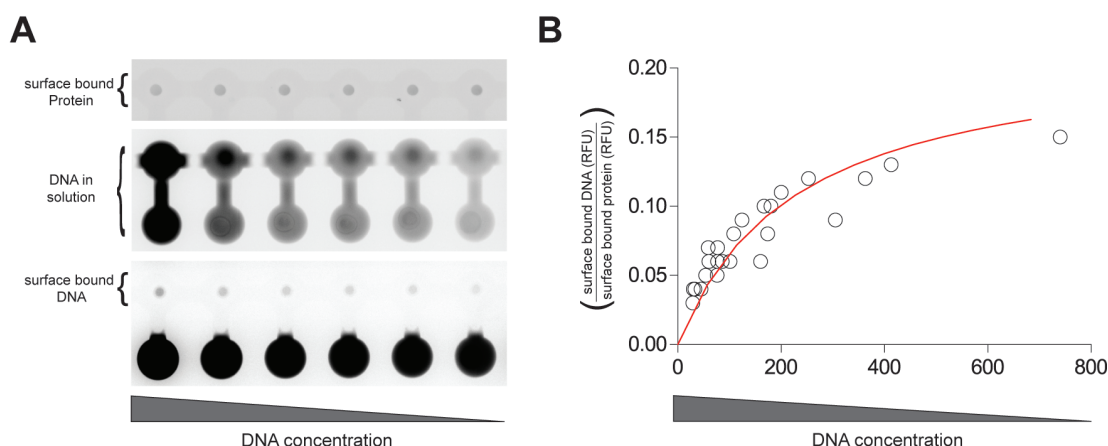 A
surface bound
Protein
DNA in
solution
surface bound
DNA
DNA concentration
B
surface bound DNA (RFU)
surface bound protein (RFU)
0.20
0.15
0.10
0.05
0.00
0
200
400
600
800
DNA concentration